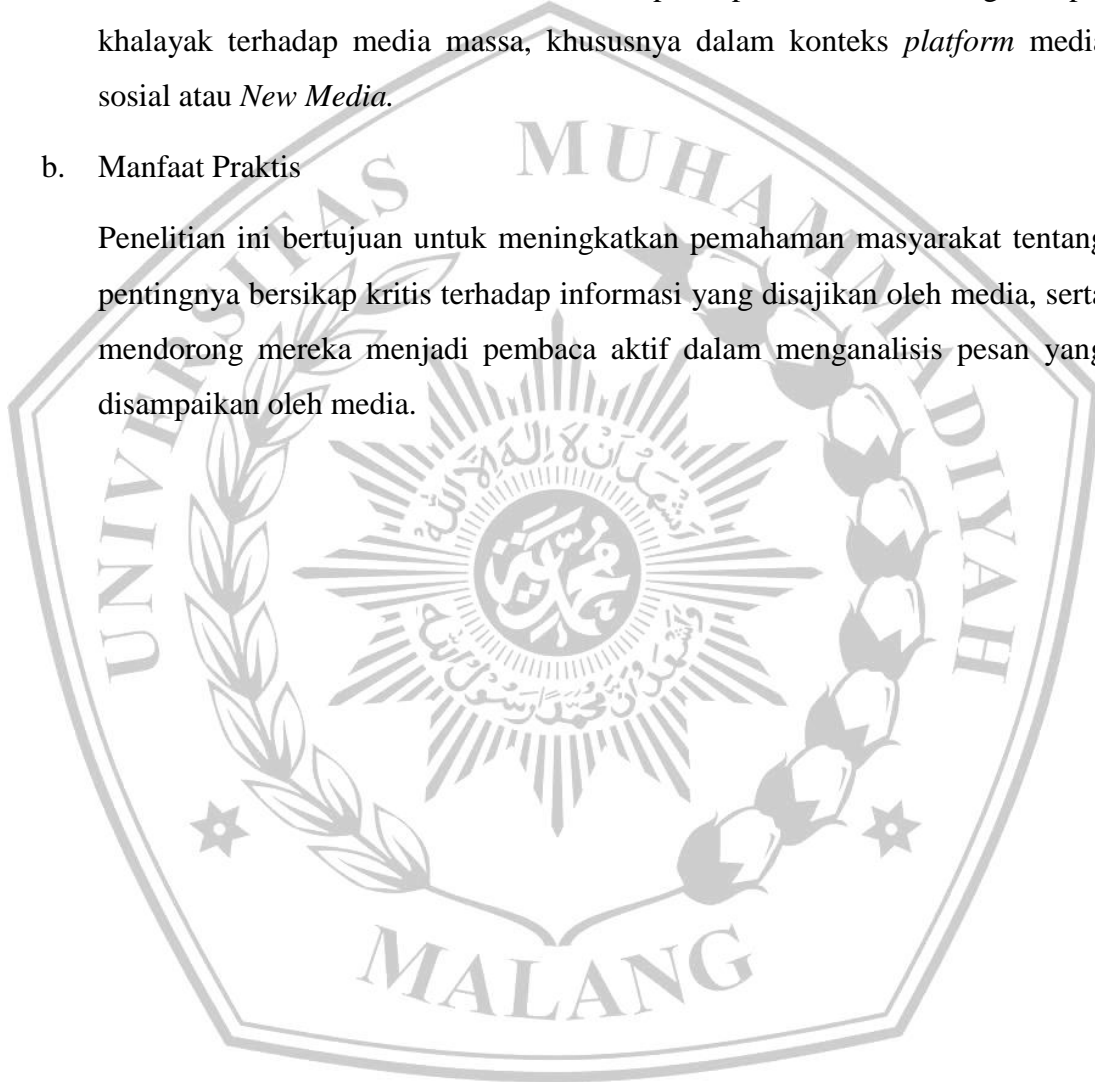 khalayak terhadap media massa, khususnya dalam konteks platform media
sosial atau New Media.
b. Manfaat Praktis
Penelitian ini bertujuan untuk meningkatkan pemahaman masyarakat tentang
pentingnya bersikap kritis terhadap informasi yang disajikan oleh media, serta
mendorong mereka menjadi pembaca aktif dalam menganalisis pesan yang
disampaikan oleh media.
UNIVERSITAS MUHAMMADIYAH
MALANG